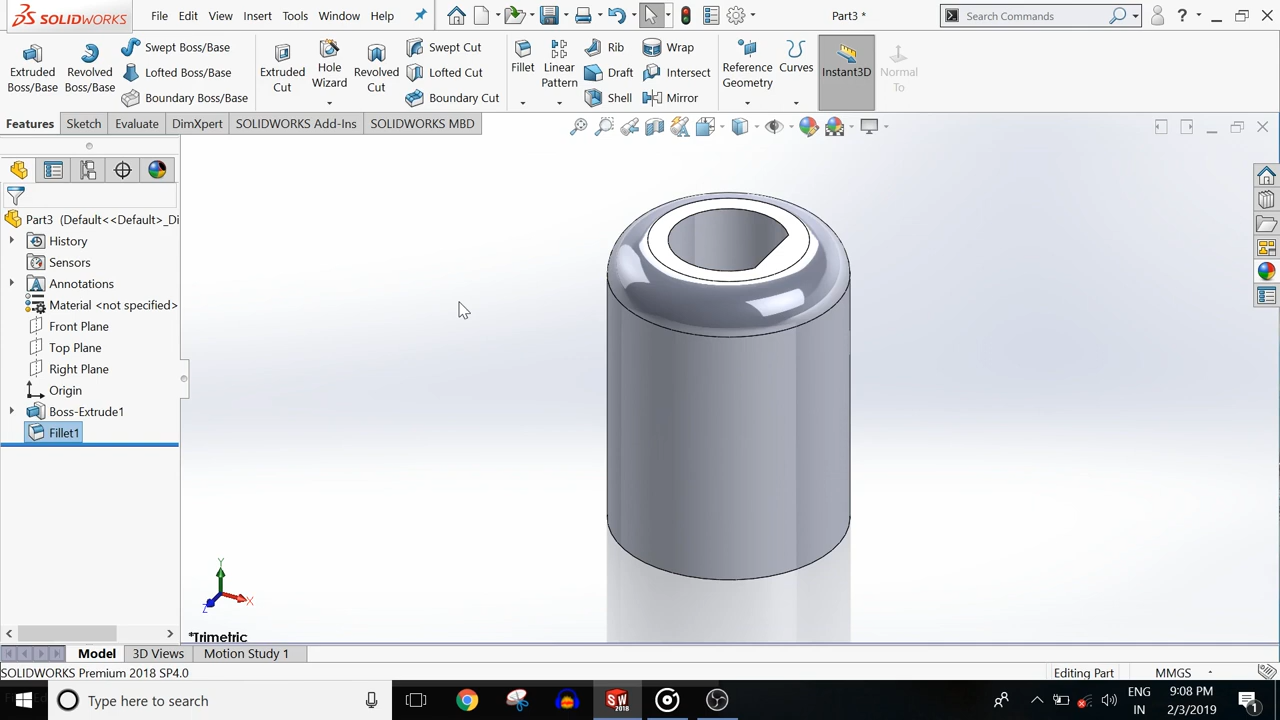 SOLIDWORKS File Edit View Insert Tools Window Help Part3 * Search Commands ?
Extruded Boss/Base
Revolved Boss/Base
Swept Boss/Base
Lofted Boss/Base
Boundary Boss/Base
Extruded Cut
Hole Wizard
Revolved Cut
Swept Cut
Lofted Cut
Boundary Cut
Fillet
Linear Pattern
Rib
Draft
Shell
Wrap
Intersect
Mirror
Reference Geometry
Curves
Instant3D
Normal To
Features Sketch Evaluate DimXpert SOLIDWORKS Add-Ins SOLIDWORKS MBD
Part3 (Default<<Default>_Di
History
Sensors
Annotations
Material <not specified>
Front Plane
Top Plane
Right Plane
Origin
Boss-Extrude1
Fillet1
Y
X
Z
*Trimetric
Model 3D Views Motion Study 1
SOLIDWORKS Premium 2018 SP4.0 Editing Part MMGS
Type here to search
SW
2018
ENG
IN
9:08 PM
2/3/2019
1